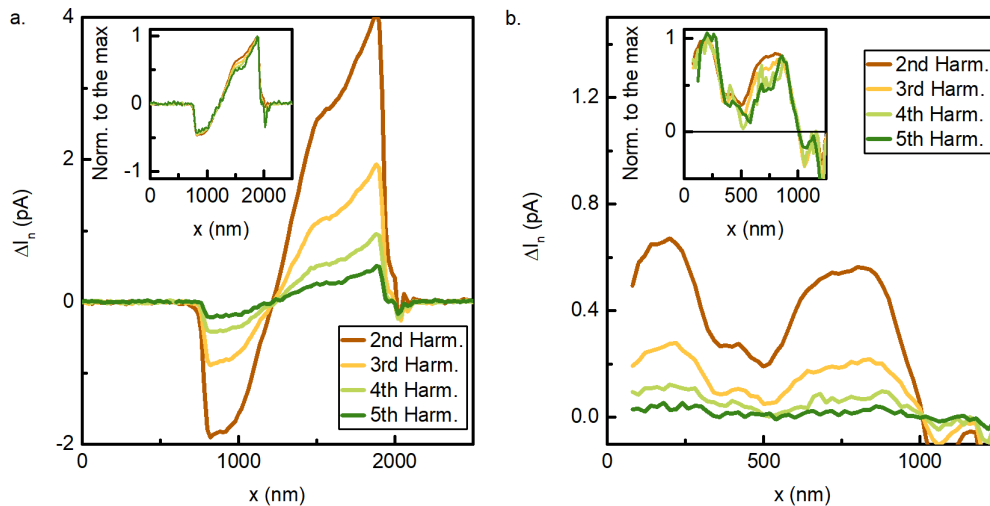 a.
ΔIₙ (pA)
4
2
0
-2
0
1000
2000
x (nm)
Norm. to the max
1
0
-1
0
1000
2000
x (nm)
2nd Harm.
3rd Harm.
4th Harm.
5th Harm.
b.
ΔIₙ (pA)
1.2
0.8
0.4
0.0
0
500
1000
x (nm)
Norm. to the max
1
0
0
500
1000
x (nm)
2nd Harm.
3rd Harm.
4th Harm.
5th Harm.